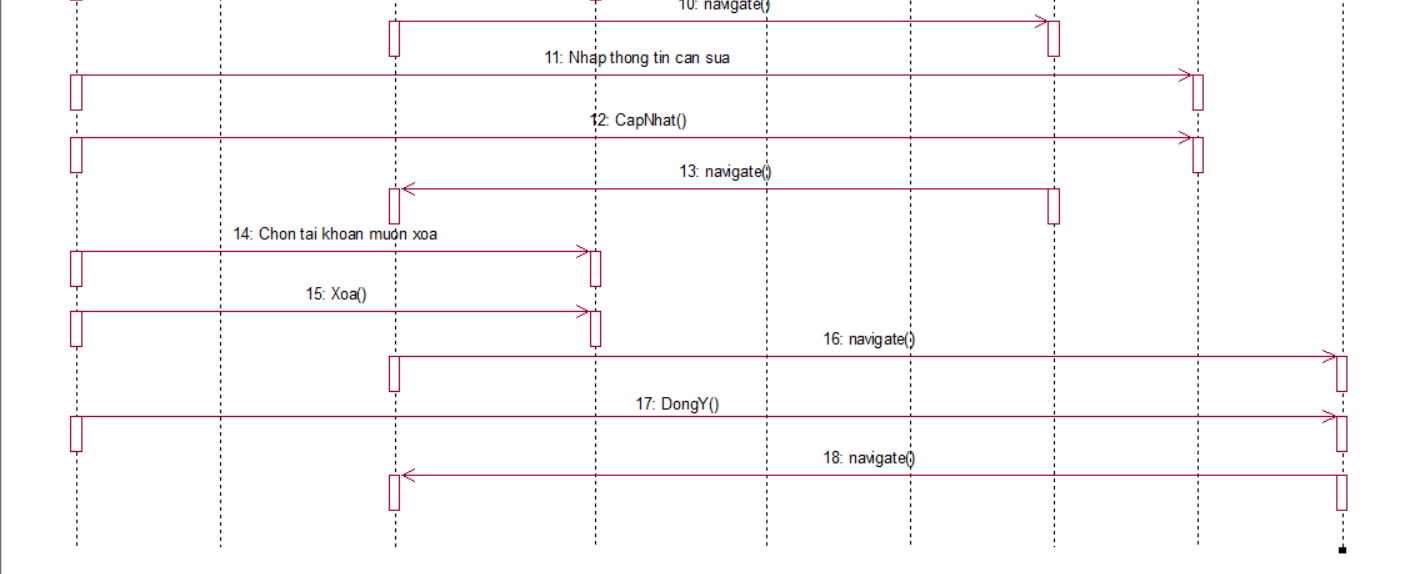 10: navigate()
11: Nhap thong tin can sua
12: CapNhat()
13: navigate()
14: Chon tai khoan muon xoa
15: Xoa()
16: navigate()
17: DongY()
18: navigate()